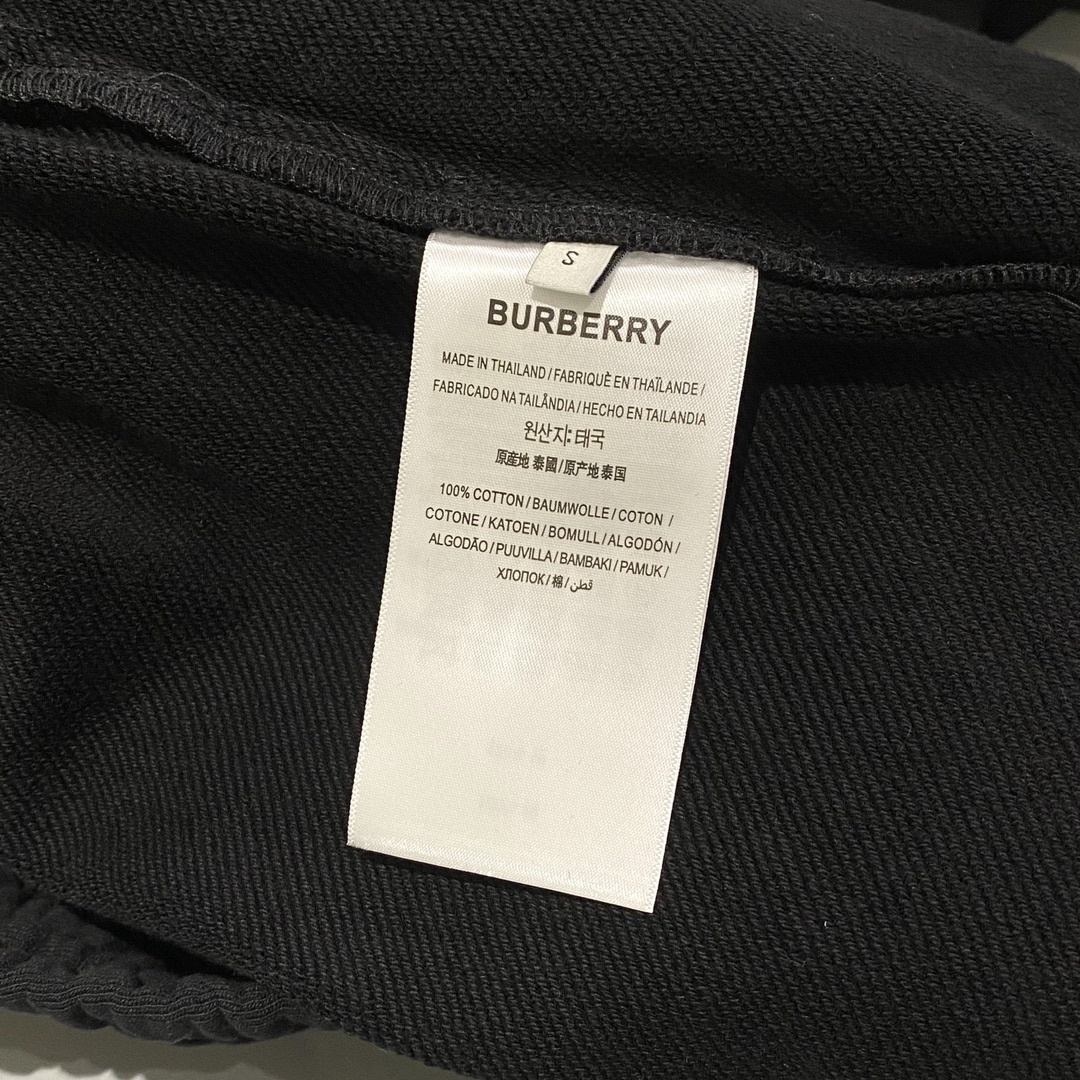 S
BURBERRY
MADE IN THAILAND / FABRIQUÈ EN THAÏLANDE /
FABRICADO NA TAILÂNDIA / HECHO EN TAILANDIA
원산지: 태국
原産地 泰國 / 原产地 泰国
100% COTTON / BAUMWOLLE / COTON /
COTONE / KATOEN / BOMULL / ALGODÓN /
ALGODÃO / PUUVILLA / BAMBAKI / PAMUK /
ХЛОПОК / 棉 / قطن